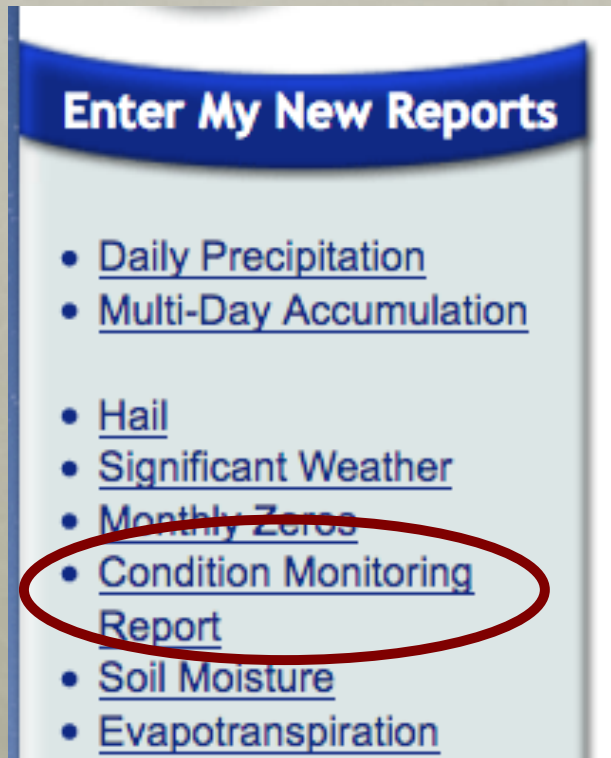 Enter My New Reports
• Daily Precipitation
• Multi-Day Accumulation
• Hail
• Significant Weather
• Monthly Zeros
• Condition Monitoring
Report
• Soil Moisture
• Evapotranspiration